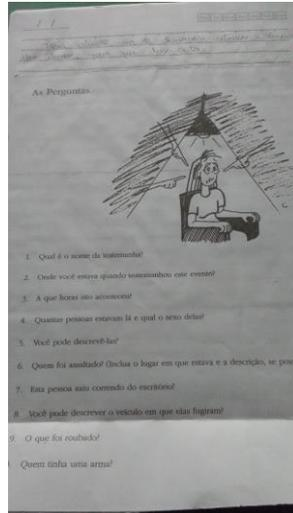 As Perguntas
1. Qual é o nome da testemunha?
2. Onde você estava quando testemunhou este evento?
3. A que horas isto aconteceu?
4. Quantas pessoas estavam lá e qual o sexo delas?
5. Você pode descrevê-las?
6. Quem foi assaltado? (Inclua o lugar em que estava e a descrição, se pos
7. Esta pessoa saiu correndo do escritório?
8. Você pode descrever o veículo em que elas fugiram?
9. O que foi roubado?
Quem tinha uma arma?